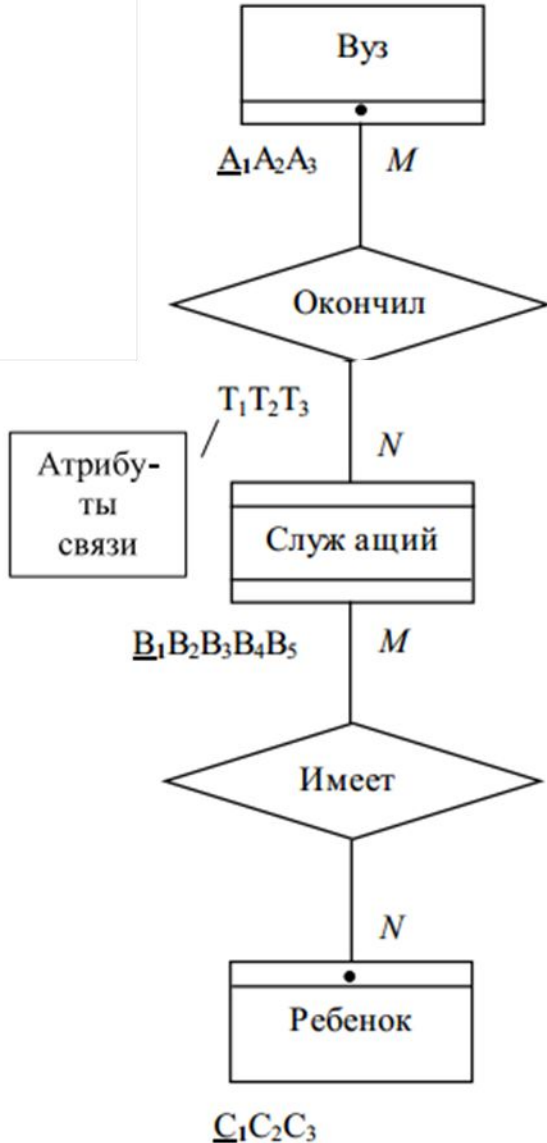 Вуз
A₁A₂A₃ M
Окончил
T₁T₂T₃
N
Атрибу-
ты
связи
Служ ащий
B₁B₂B₃B₄B₅ M
Имеет
N
Ребенок
C₁C₂C₃